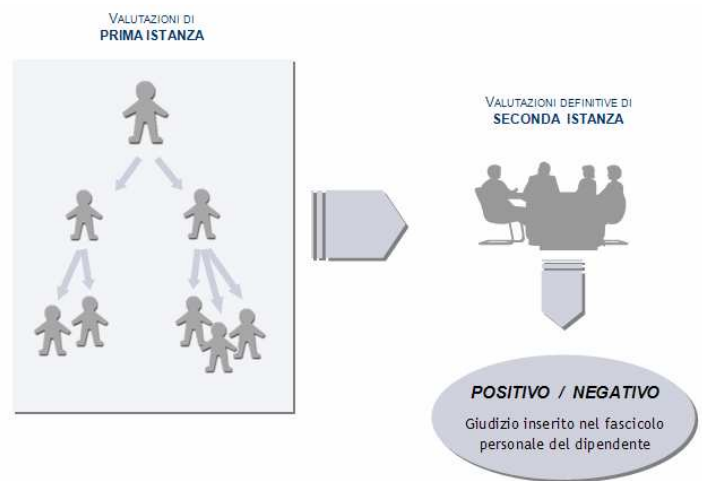 VALUTAZIONI DI
PRIMA ISTANZA
VALUTAZIONI DEFINITIVE DI
SECONDA ISTANZA
POSITIVO / NEGATIVO
Giudizio inserito nel fascicolo
personale del dipendente